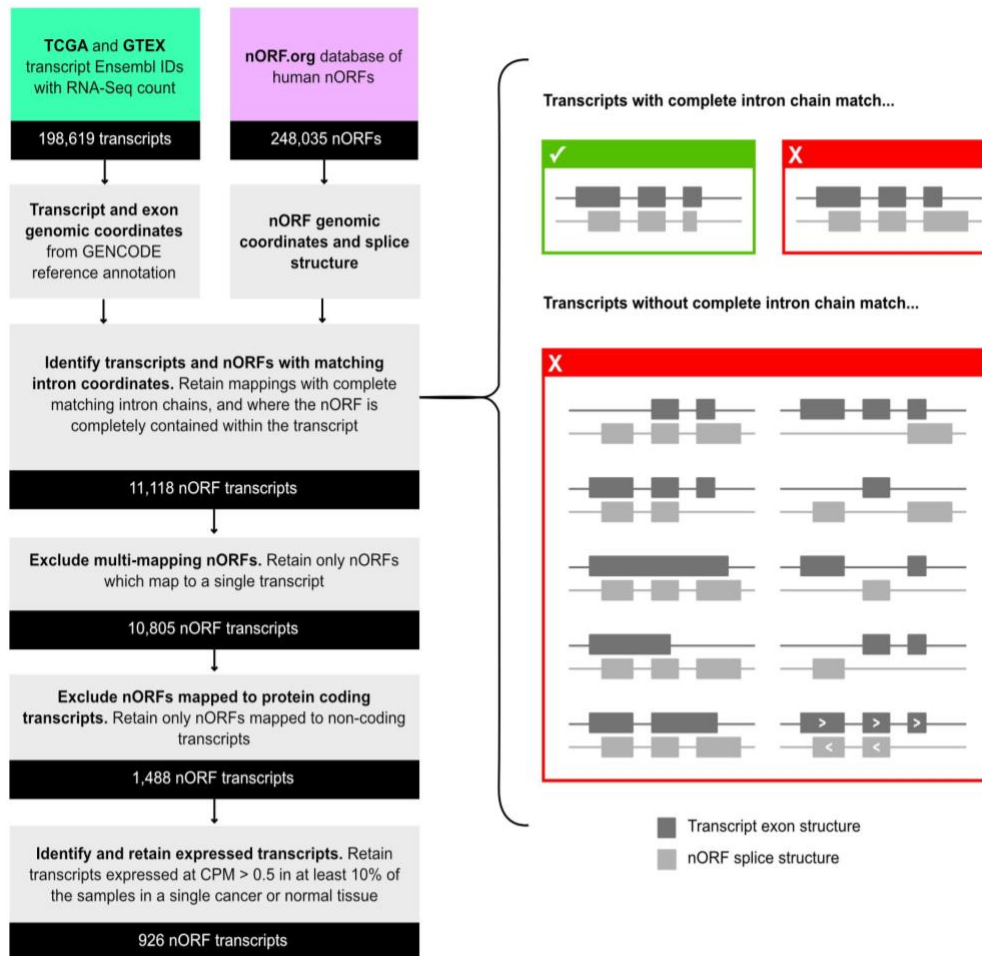 TCGA and GTEX
transcript Ensembl IDs
with RNA-Seq count
198,619 transcripts
nORF.org database of
human nORFs
248,035 nORFs
Transcript and exon
genomic coordinates
from GENCODE
reference annotation
nORF genomic
coordinates and splice
structure
Identify transcripts and nORFs with matching
intron coordinates. Retain mappings with complete
matching intron chains, and where the nORF is
completely contained within the transcript
11,118 nORF transcripts
Exclude multi-mapping nORFs. Retain only nORFs
which map to a single transcript
10,805 nORF transcripts
Exclude nORFs mapped to protein coding
transcripts. Retain only nORFs mapped to non-coding
transcripts
1,488 nORF transcripts
Identify and retain expressed transcripts. Retain
transcripts expressed at CPM > 0.5 in at least 10% of
the samples in a single cancer or normal tissue
926 nORF transcripts
Transcripts with complete intron chain match...
✓
X
Transcripts without complete intron chain match...
X
> > >
< <
Transcript exon structure
nORF splice structure